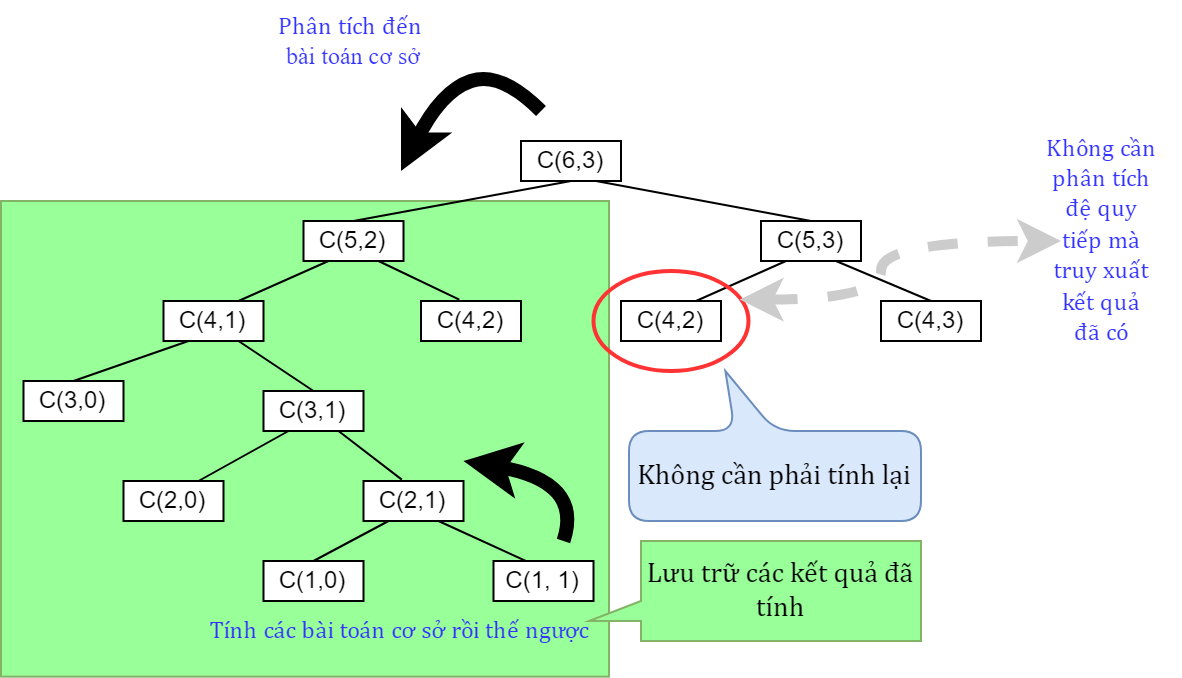 Phân tích đến
bài toán cơ sở
C(6,3)
Không cần
phân tích
đệ quy
tiếp mà
truy xuất
kết quả
đã có
C(5,2)
C(5,3)
C(4,1)
C(4,2)
C(4,2)
C(4,3)
C(3,0)
C(3,1)
Không cần phải tính lại
C(2,0)
C(2,1)
C(1,0)
C(1, 1)
Lưu trữ các kết quả đã
tính
Tính các bài toán cơ sở rồi thế ngược